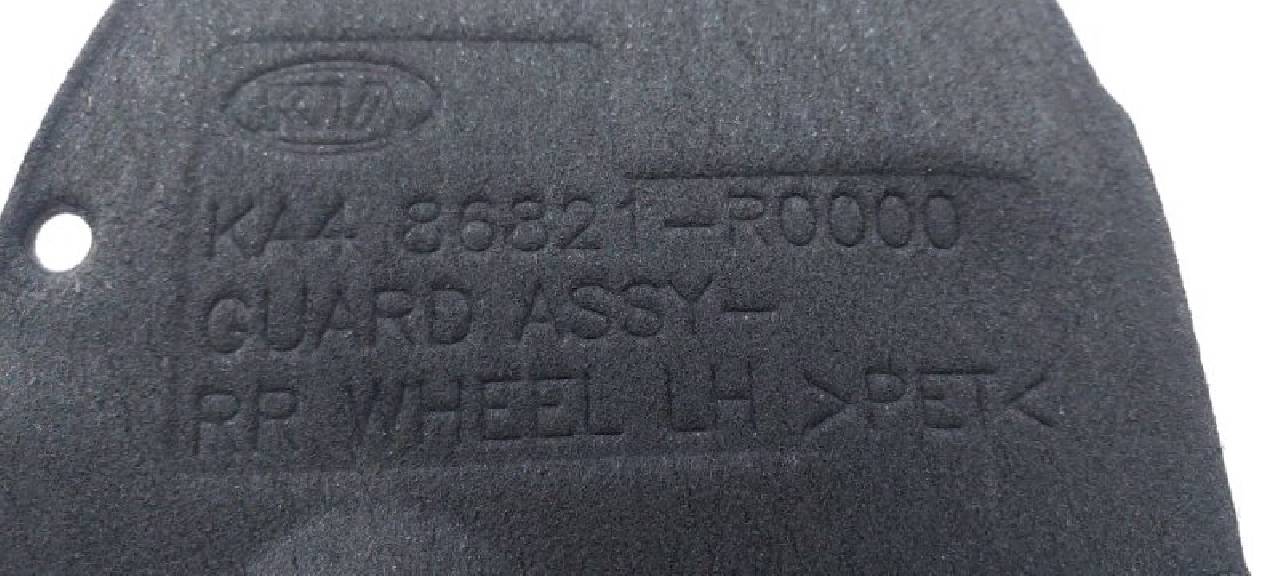 KIA
KA4 86821-R0000
GUARD ASSY-
RR WHEEL LH >PET<